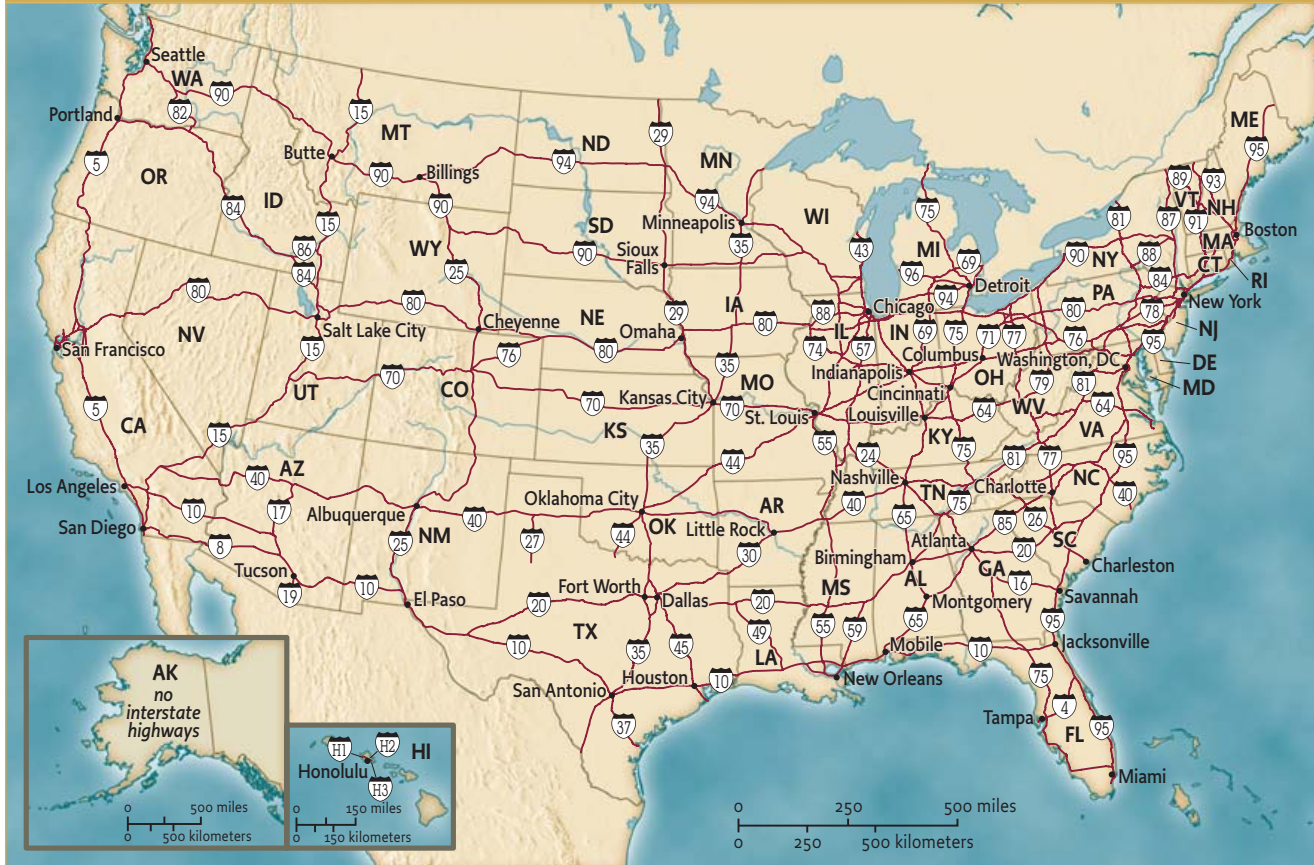 Seattle
WA
90
82
Portland
5
OR
84
ID
15
MT
Butte
90
Billings
15
86
84
90
WY
25
ND
94
29
MN
94
Minneapolis
35
SD
90
Sioux
Falls
WI
43
75
MI
96
69
94
Detroit
ME
95
89
93
VT
NH
81
87
91
MA
Boston
CT
RI
90
NY
88
84
PA
80
78
New York
NJ
76
95
DE
MD
80
NV
San Francisco
5
CA
Salt Lake City
15
UT
70
15
80
Cheyenne
76
CO
NE
80
Omaha
29
IA
80
35
88
Chicago
IL
74
57
IN
69
75
71
77
Columbus
Washington, DC
Indianapolis
OH
79
81
Cincinnati
64
WV
64
Louisville
VA
MO
Kansas City
70
St. Louis
70
KS
35
44
55
24
KY
75
81
77
95
Nashville
TN
75
Charlotte
NC
40
Los Angeles
10
San Diego
8
40
AZ
17
Albuquerque
NM
40
25
Tucson
19
10
El Paso
27
Oklahoma City
44
OK
AR
Little Rock
40
30
65
85
26
SC
Atlanta
20
Birmingham
GA
Charleston
AL
16
Montgomery
Savannah
MS
Fort Worth
Dallas
20
20
TX
10
35
45
49
LA
55
59
65
Mobile
10
95
Jacksonville
Houston
10
New Orleans
San Antonio
37
75
4
Tampa
FL
95
Miami
AK
no
interstate
highways
0
500 miles
0
500 kilometers
H1
H2
HI
Honolulu
H3
0
150 miles
0
150 kilometers
0
250
500 miles
0
250
500 kilometers